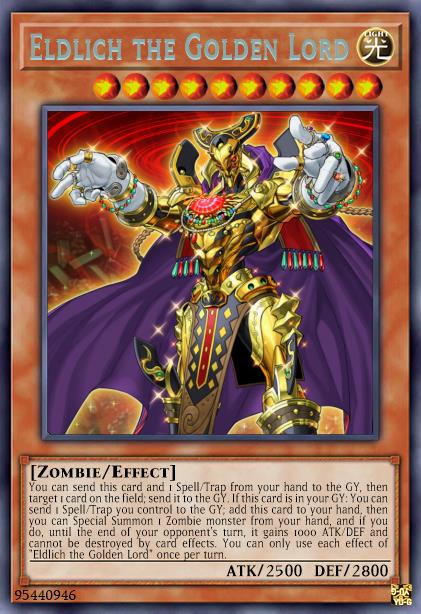 Eldlich the Golden Lord
LIGHT
光
[Zombie/Effect]
You can send this card and 1 Spell/Trap from your hand to the GY, then
target 1 card on the field; send it to the GY. If this card is in your GY: You can
send 1 Spell/Trap you control to the GY; add this card to your hand, then
you can Special Summon 1 Zombie monster from your hand, and if you
do, until the end of your opponent's turn, it gains 1000 ATK/DEF and
cannot be destroyed by card effects. You can only use each effect of
"Eldlich the Golden Lord" once per turn.
ATK/2500 DEF/2800
95440946